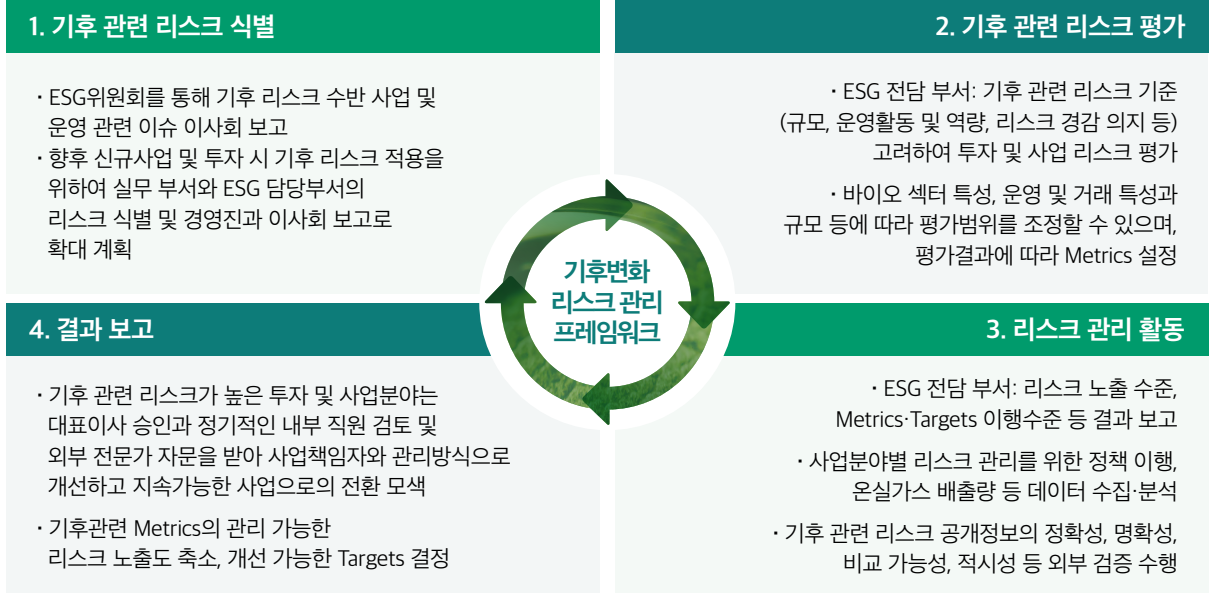 1. 기후 관련 리스크 식별
· ESG위원회를 통해 기후 리스크 수반 사업 및
운영 관련 이슈 이사회 보고
· 향후 신규사업 및 투자 시 기후 리스크 적용을
위하여 실무 부서와 ESG 담당부서의
리스크 식별 및 경영진과 이사회 보고로
확대 계획
2. 기후 관련 리스크 평가
· ESG 전담 부서: 기후 관련 리스크 기준
(규모, 운영활동 및 역량, 리스크 경감 의지 등)
고려하여 투자 및 사업 리스크 평가
· 바이오 섹터 특성, 운영 및 거래 특성과
규모 등에 따라 평가범위를 조정할 수 있으며,
평가결과에 따라 Metrics 설정
기후변화
리스크 관리
프레임워크
3. 리스크 관리 활동
· ESG 전담 부서: 리스크 노출 수준,
Metrics·Targets 이행수준 등 결과 보고
· 사업분야별 리스크 관리를 위한 정책 이행,
온실가스 배출량 등 데이터 수집·분석
· 기후 관련 리스크 공개정보의 정확성, 명확성,
비교 가능성, 적시성 등 외부 검증 수행
4. 결과 보고
· 기후 관련 리스크가 높은 투자 및 사업분야는
대표이사 승인과 정기적인 내부 직원 검토 및
외부 전문가 자문을 받아 사업책임자와 관리방식으로
개선하고 지속가능한 사업으로의 전환 모색
· 기후관련 Metrics의 관리 가능한
리스크 노출도 축소, 개선 가능한 Targets 결정